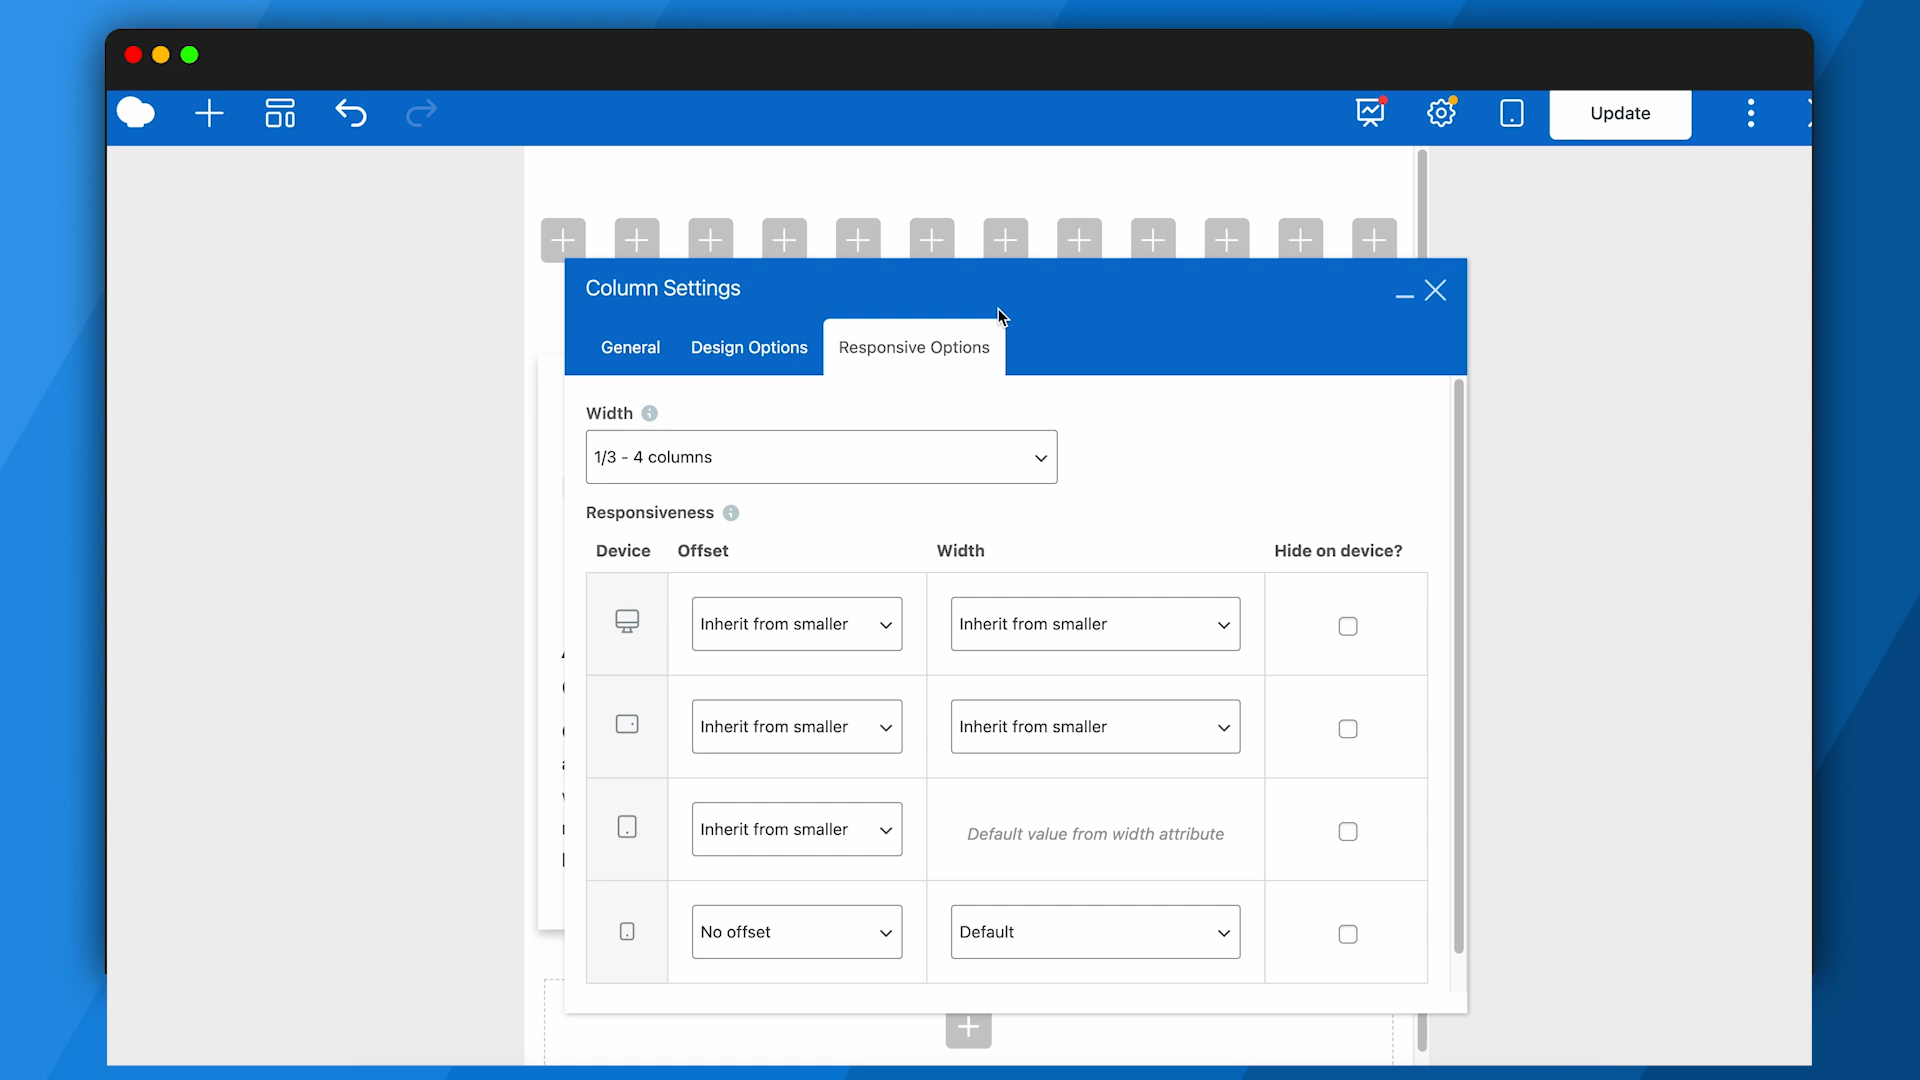 Update
Column Settings
General Design Options Responsive Options
Width
1/3 - 4 columns
Responsiveness
Device Offset Width Hide on device?
Inherit from smaller Inherit from smaller
Inherit from smaller Inherit from smaller
Inherit from smaller Default value from width attribute
No offset Default